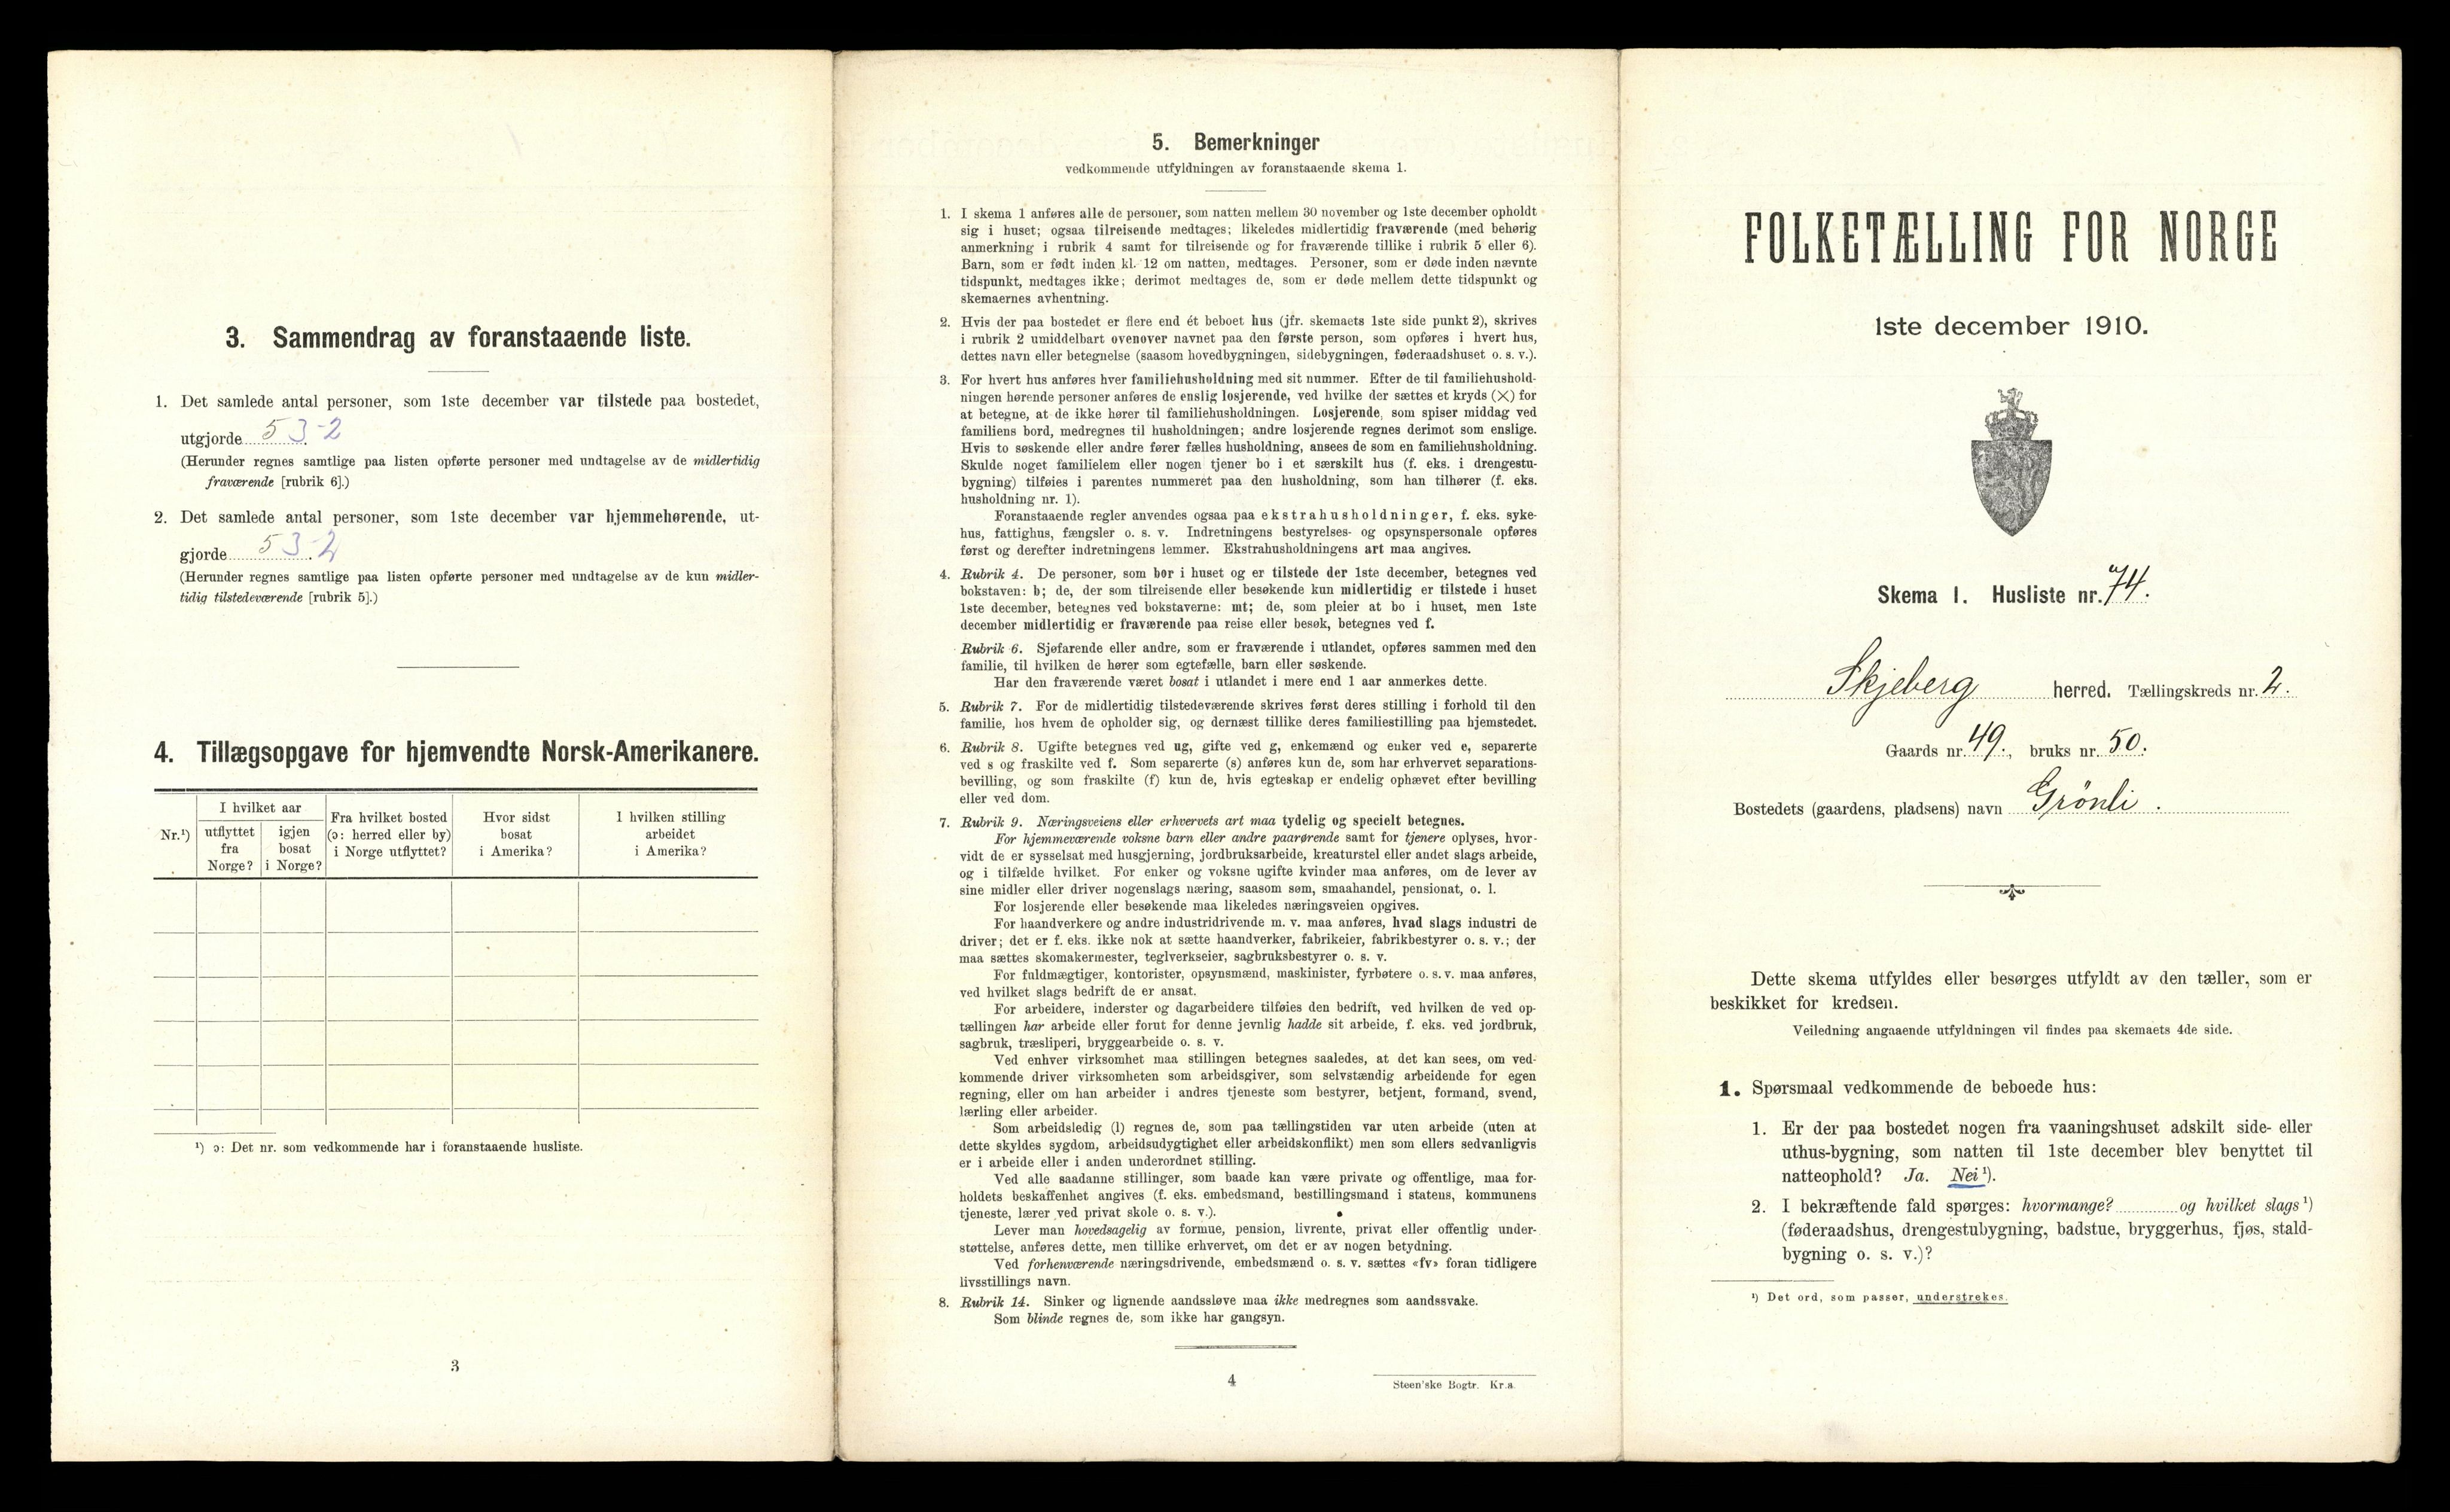 3. Sammendrag av foranstaaende liste.
1. Det samlede antal personer, som 1ste december var tilstede paa bostedet,
utgjorde 5 3-2
(Herunder regnes samtlige paa listen opførte personer med undtagelse av de midlertidig
fraværende [rubrik 6].)
2. Det samlede antal personer, som 1ste december var hjemmehørende, ut-
gjorde 5 3-2
(Herunder regnes samtlige paa listen opførte personer med undtagelse av de kun midler-
tidig tilstedeværende [rubrik 5].)
4. Tillægsopgave for hjemvendte Norsk-Amerikanere.
Nr.¹)
I hvilket aar
utflyttet
fra
Norge?
igjen
bosat
i Norge?
Fra hvilket bosted
(ɔ: herred eller by)
i Norge utflyttet?
Hvor sidst
bosat
i Amerika?
I hvilken stilling
arbeidet
i Amerika?
¹) ɔ: Det nr. som vedkommende har i foranstaaende husliste.
3
5. Bemerkninger
vedkommende utfyldningen av foranstaaende skema 1.
1. I skema 1 anføres alle de personer, som natten mellem 30 november og 1ste december opholdt
sig i huset; ogsaa tilreisende medtages; likeledes midlertidig fraværende (med behørig
anmerkning i rubrik 4 samt for tilreisende og for fraværende tillike i rubrik 5 eller 6).
Barn, som er født inden kl. 12 om natten, medtages. Personer, som er døde inden nævnte
tidspunkt, medtages ikke; derimot medtages de, som er døde mellem dette tidspunkt og
skemaernes avhentning.
2. Hvis der paa bostedet er flere end ét beboet hus (jfr. skemaets 1ste side punkt 2), skrives
i rubrik 2 umiddelbart ovenover navnet paa den første person, som opføres i hvert hus,
dettes navn eller betegnelse (saasom hovedbygningen, sidebygningen, føderaadshuset o. s. v.).
3. For hvert hus anføres hver familiehusholdning med sit nummer. Efter de til familiehushold-
ningen hørende personer anføres de enslig losjerende, ved hvilke der sættes et kryds (×) for
at betegne, at de ikke hører til familiehusholdningen. Losjerende, som spiser middag ved
familiens bord, medregnes til husholdningen; andre losjerende regnes derimot som enslige.
Hvis to søskende eller andre fører fælles husholdning, ansees de som en familiehusholdning.
Skulde noget familielem eller nogen tjener bo i et særskilt hus (f. eks. i drengestu-
bygning) tilføies i parentes nummeret paa den husholdning, som han tilhører (f. eks.
husholdning nr. 1).
Foranstaaende regler anvendes ogsaa paa ekstrahusholdninger, f. eks. syke-
hus, fattighus, fængsler o. s. v. Indretningens bestyrelses- og opsynspersonale opføres
først og derefter indretningens lemmer. Ekstrahusholdningens art maa angives.
4. Rubrik 4. De personer, som bor i huset og er tilstede der 1ste december, betegnes ved
bokstaven: b; de, der som tilreisende eller besøkende kun midlertidig er tilstede i huset
1ste december, betegnes ved bokstaverne: mt; de, som pleier at bo i huset, men 1ste
december midlertidig er fraværende paa reise eller besøk, betegnes ved f.
Rubrik 6. Sjøfarende eller andre, som er fraværende i utlandet, opføres sammen med den
familie, til hvilken de hører som egtefælle, barn eller søskende.
Har den fraværende været bosat i utlandet i mere end 1 aar anmerkes dette.
5. Rubrik 7. For de midlertidig tilstedeværende skrives først deres stilling i forhold til den
familie, hos hvem de opholder sig, og dernæst tillike deres familiestilling paa hjemstedet.
6. Rubrik 8. Ugifte betegnes ved ug, gifte ved g, enkemænd og enker ved e, separerte
ved s og fraskilte ved f. Som separerte (s) anføres kun de, som har erhvervet separations-
bevilling, og som fraskilte (f) kun de, hvis egteskap er endelig ophævet efter bevilling
eller ved dom.
7. Rubrik 9. Næringsveiens eller erhvervets art maa tydelig og specielt betegnes.
For hjemmeværende voksne barn eller andre paarørende samt for tjenere oplyses, hvor-
vidt de er sysselsat med husgjerning, jordbruksarbeide, kreaturstel eller andet slags arbeide,
og i tilfælde hvilket. For enker og voksne ugifte kvinder maa anføres, om de lever av
sine midler eller driver nogenslags næring, saasom søm, smaahandel, pensionat, o. l.
For losjerende eller besøkende maa likeledes næringsveien opgives.
For haandverkere og andre industridrivende m. v. maa anføres, hvad slags industri de
driver; det er f. eks. ikke nok at sætte haandverker, fabrikeier, fabrikbestyrer o. s. v.; der
maa sættes skomakermester, teglverkseier, sagbruksbestyrer o. s. v.
For fuldmægtiger, kontorister, opsynsmænd, maskinister, fyrbøtere o. s. v. maa anføres,
ved hvilket slags bedrift de er ansat.
For arbeidere, inderster og dagarbeidere tilføies den bedrift, ved hvilken de ved op-
tællingen har arbeide eller forut for denne jevnlig hadde sit arbeide, f. eks. ved jordbruk,
sagbruk, træsliperi, bryggearbeide o. s. v.
Ved enhver virksomhet maa stillingen betegnes saaledes, at det kan sees, om ved-
kommende driver virksomheten som arbeidsgiver, som selvstændig arbeidende for egen
regning, eller om han arbeider i andres tjeneste som bestyrer, betjent, formand, svend,
lærling eller arbeider.
Som arbeidsledig (l) regnes de, som paa tællingstiden var uten arbeide (uten at
dette skyldes sygdom, arbeidsudygtighet eller arbeidskonflikt) men som ellers sedvanligvis
er i arbeide eller i anden underordnet stilling.
Ved alle saadanne stillinger, som baade kan være private og offentlige, maa for-
holdets beskaffenhet angives (f. eks. embedsmand, bestillingsmand i statens, kommunens
tjeneste, lærer ved privat skole o. s. v.).
Lever man hovedsagelig av formue, pension, livrente, privat eller offentlig under-
støttelse, anføres dette, men tillike erhvervet, om det er av nogen betydning.
Ved forhenværende næringsdrivende, embedsmænd o. s. v. sættes «fv» foran tidligere
livsstillings navn.
8. Rubrik 14. Sinker og lignende aandssløve maa ikke medregnes som aandssvake.
Som blinde regnes de, som ikke har gangsyn.
4
Steen'ske Bogtr. Kr.a.
FOLKETÆLLING FOR NORGE
1ste december 1910.
Skema 1. Husliste nr. 74.
Skjeberg herred. Tællingskreds nr. 2.
Gaards nr. 49., bruks nr. 50.
Bostedets (gaardens, pladsens) navn Grönli.
Dette skema utfyldes eller besørges utfyldt av den tæller, som er
beskikket for kredsen.
Veiledning angaaende utfyldningen vil findes paa skemaets 4de side.
1. Spørsmaal vedkommende de beboede hus:
1. Er der paa bostedet nogen fra vaaningshuset adskilt side- eller
uthus-bygning, som natten til 1ste december blev benyttet til
natteophold? Ja. Nei¹).
2. I bekræftende fald spørges: hvormange? og hvilket slags¹)
(føderaadshus, drengestubygning, badstue, bryggerhus, fjøs, stald-
bygning o. s. v.)?
¹) Det ord, som passer, understrekes.